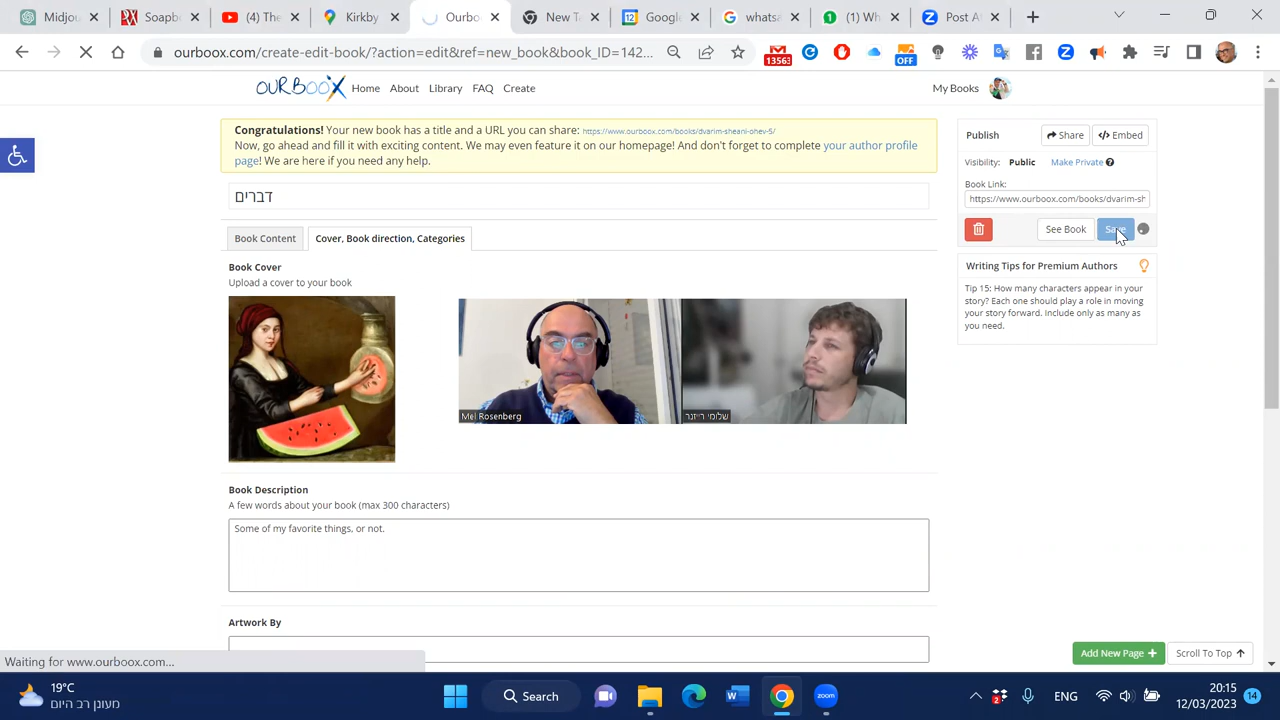 Midjou
Soapbo
(4) The
Kirkby
Ourbo
New T
Google
whatsa
(1) Wh
Post A
ourboox.com/create-edit-book/?action=edit&ref=new_book&book_ID=142...
13563
OFF
OURBOOX
Home
About
Library
FAQ
Create
My Books
Congratulations! Your new book has a title and a URL you can share: https://www.ourboox.com/books/dvarim-sheani-ohev-5/
Now, go ahead and fill it with exciting content. We may even feature it on our homepage! And don't forget to complete your author profile
page! We are here if you need any help.
דברים
Book Content
Cover, Book direction, Categories
Book Cover
Upload a cover to your book
Mel Rosenberg
שלומי רייזנר
Book Description
A few words about your book (max 300 characters)
Some of my favorite things, or not.
Artwork By
Publish
Share
Embed
Visibility: Public Make Private
Book Link:
https://www.ourboox.com/books/dvarim-sh
See Book
Save
Writing Tips for Premium Authors
Tip 15: How many characters appear in your
story? Each one should play a role in moving
your story forward. Include only as many as
you need.
Add New Page +
Scroll To Top
Waiting for www.ourboox.com...
19°C
מעונן רב היום
Search
ENG
20:15
12/03/2023
14